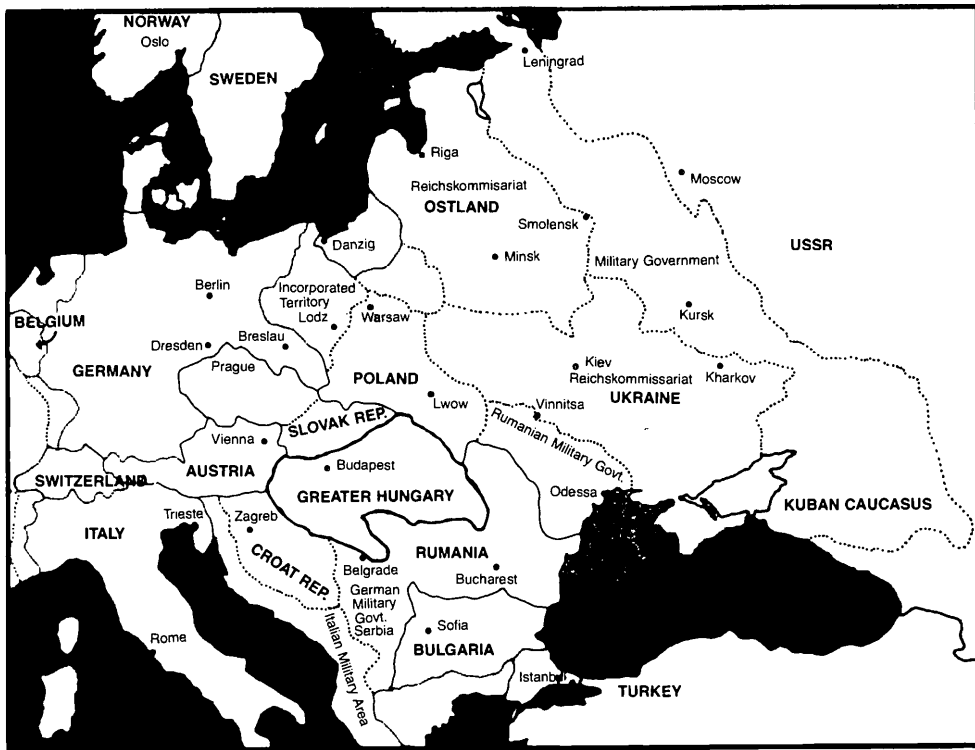 NORWAY
Oslo
SWEDEN
Leningrad
Riga
Moscow
Reichskommisariat
OSTLAND
Smolensk
USSR
Danzig
Minsk
Military Government
Berlin
Incorporated
Territory
Lodz
Warsaw
Kursk
BELGIUM
Dresden
Breslau
GERMANY
Prague
POLAND
Kiev
Reichskommissariat
UKRAINE
Kharkov
Lwow
Vinnitsa
SLOVAK REP.
Rumanian Military Govt.
Vienna
AUSTRIA
Budapest
SWITZERLAND
GREATER HUNGARY
Odessa
KUBAN CAUCASUS
ITALY
Trieste
Zagreb
CROAT REP.
RUMANIA
Belgrade
Bucharest
German
Military
Govt.
Serbia
Italian Military Area
Sofia
BULGARIA
Rome
Istanbul
TURKEY